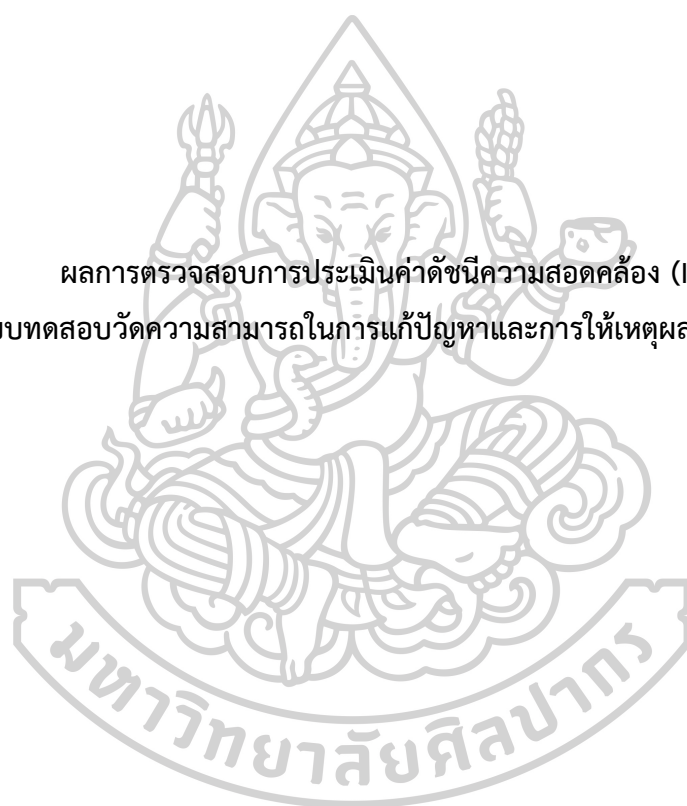 ผลการตรวจสอบการประเมินค่าดัชนีความสอดคล้อง (I
บทดสอบวัดความสามารถในการแก้ปัญหาและการให้เหตุผล
มหาวิทยาลัยศิลปากร